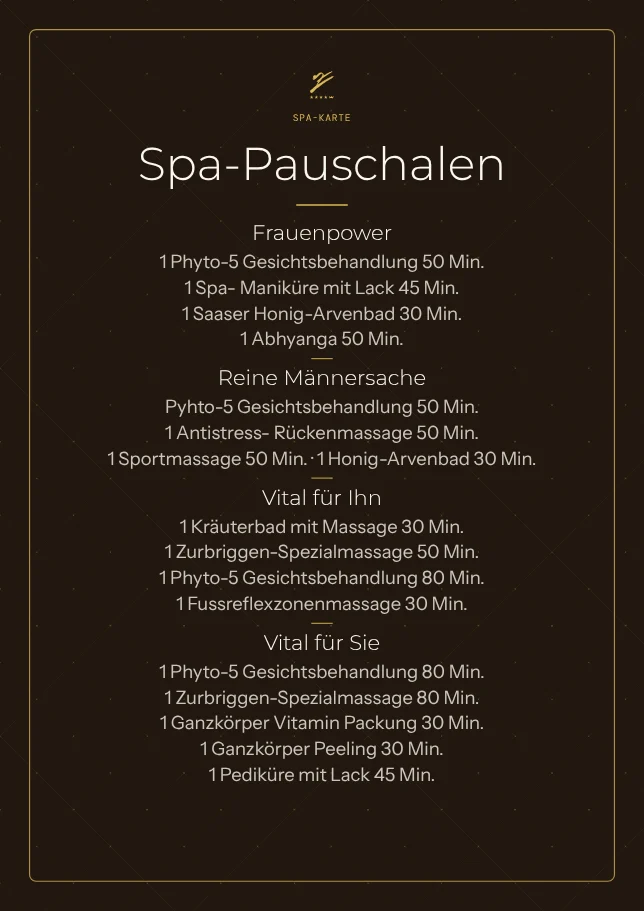 SPA-KARTE
Spa-Pauschalen
Frauenpower
1 Phyto-5 Gesichtsbehandlung 50 Min.
1 Spa- Maniküre mit Lack 45 Min.
1 Saaser Honig-Arvenbad 30 Min.
1 Abhyanga 50 Min.
Reine Männersache
Pyhto-5 Gesichtsbehandlung 50 Min.
1 Antistress- Rückenmassage 50 Min.
1 Sportmassage 50 Min. · 1 Honig-Arvenbad 30 Min.
Vital für Ihn
1 Kräuterbad mit Massage 30 Min.
1 Zurbriggen-Spezialmassage 50 Min.
1 Phyto-5 Gesichtsbehandlung 80 Min.
1 Fussreflexzonenmassage 30 Min.
Vital für Sie
1 Phyto-5 Gesichtsbehandlung 80 Min.
1 Zurbriggen-Spezialmassage 80 Min.
1 Ganzkörper Vitamin Packung 30 Min.
1 Ganzkörper Peeling 30 Min.
1 Pediküre mit Lack 45 Min.